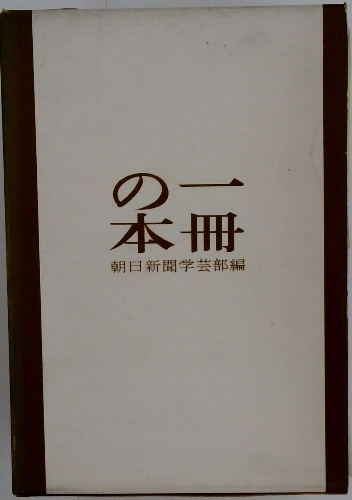 一冊
の本
朝日新聞学芸部編